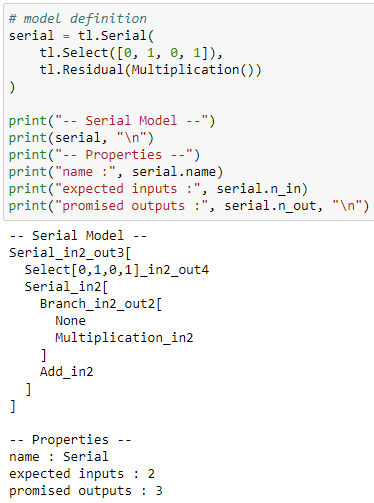 # model definition
serial = tl.Serial(
    tl.Select([0, 1, 0, 1]),
    tl.Residual(Multiplication())
)

print("-- Serial Model --")
print(serial, "\n")
print("-- Properties --")
print("name :", serial.name)
print("expected inputs :", serial.n_in)
print("promised outputs :", serial.n_out, "\n")

-- Serial Model --
Serial_in2_out3[
  Select[0,1,0,1]_in2_out4
  Serial_in2[
    Branch_in2_out2[
      None
      Multiplication_in2
    ]
    Add_in2
  ]
]

-- Properties --
name : Serial
expected inputs : 2
promised outputs : 3